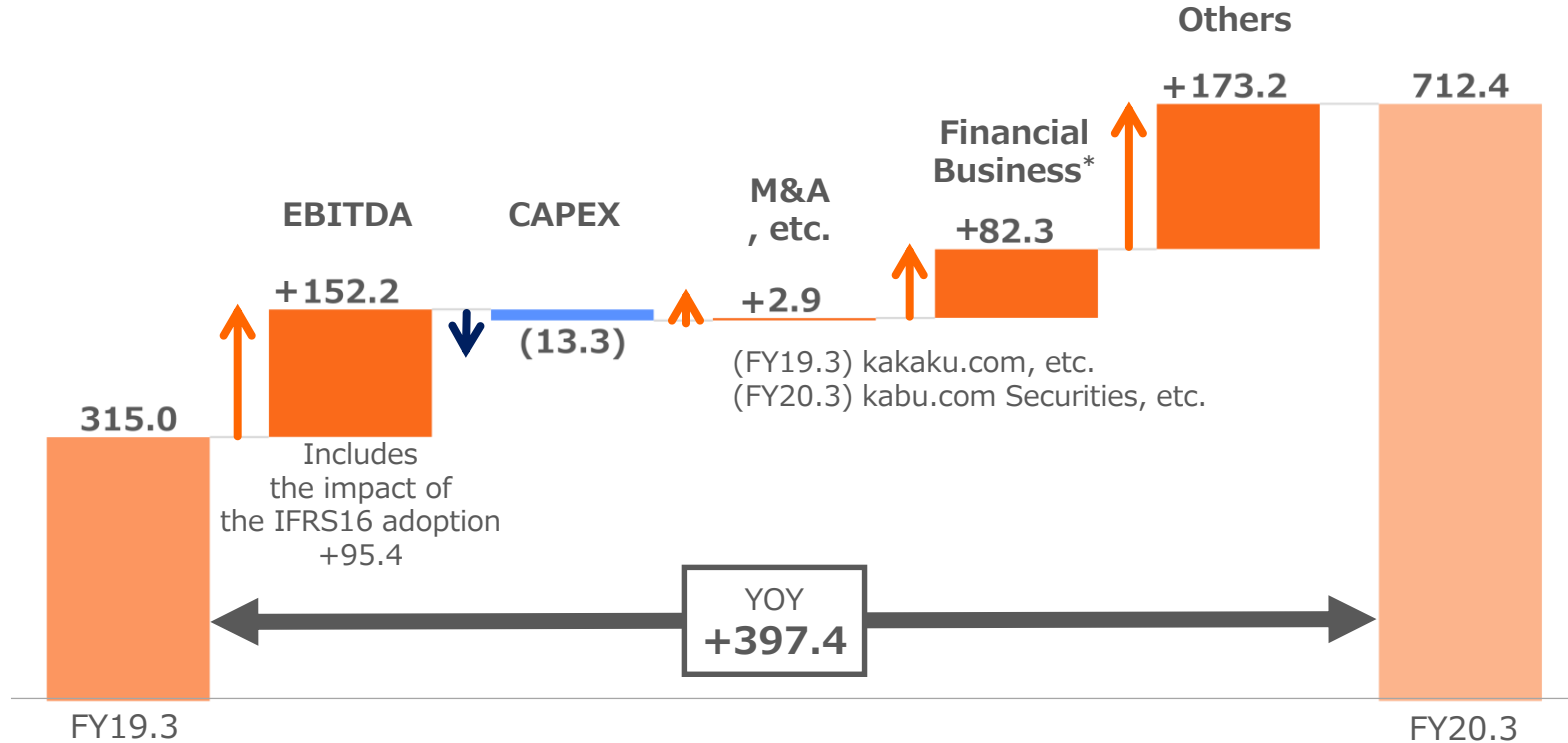 Others
+173.2
712.4
Financial
Business*
+82.3
M&A
, etc.
+2.9
EBITDA
CAPEX
+152.2
(13.3)
(FY19.3) kakaku.com, etc.
(FY20.3) kabu.com Securities, etc.
315.0
Includes
the impact of
the IFRS16 adoption
+95.4
YOY
+397.4
FY19.3
FY20.3